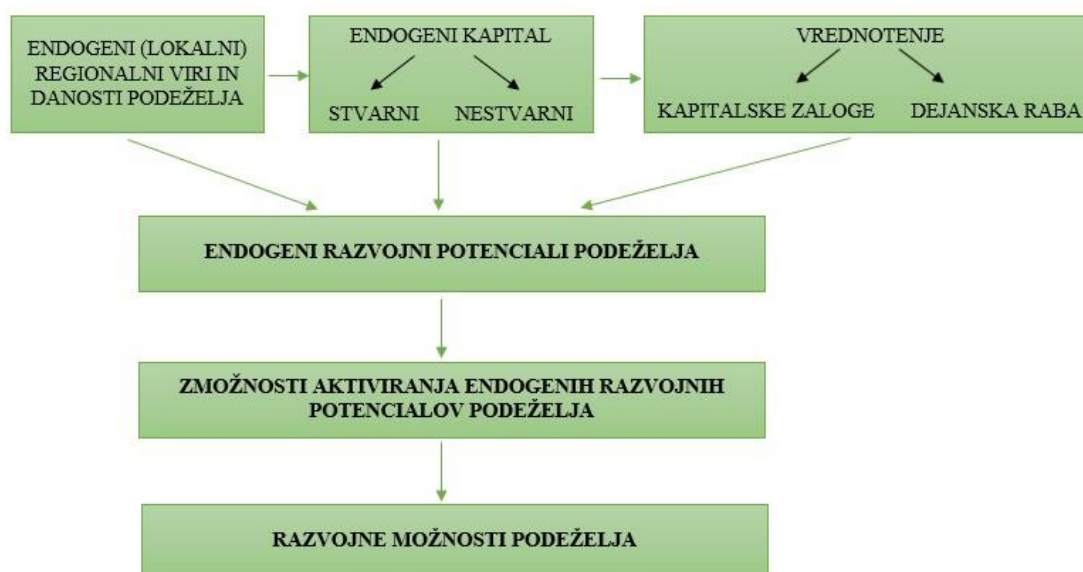 ENDOGENI (LOKALNI)
REGIONALNI VIRI IN
DANOSTI PODEŽELJA
ENDOGENI KAPITAL
STVARNI NESTVARNI
VREDNOTENJE
KAPITALSKE ZALOGE DEJANSKA RABA
ENDOGENI RAZVOJNI POTENCIALI PODEŽELJA
ZMOŽNOSTI AKTIVIRANJA ENDOGENIH RAZVOJNIH
POTENCIALOV PODEŽELJA
RAZVOJNE MOŽNOSTI PODEŽELJA